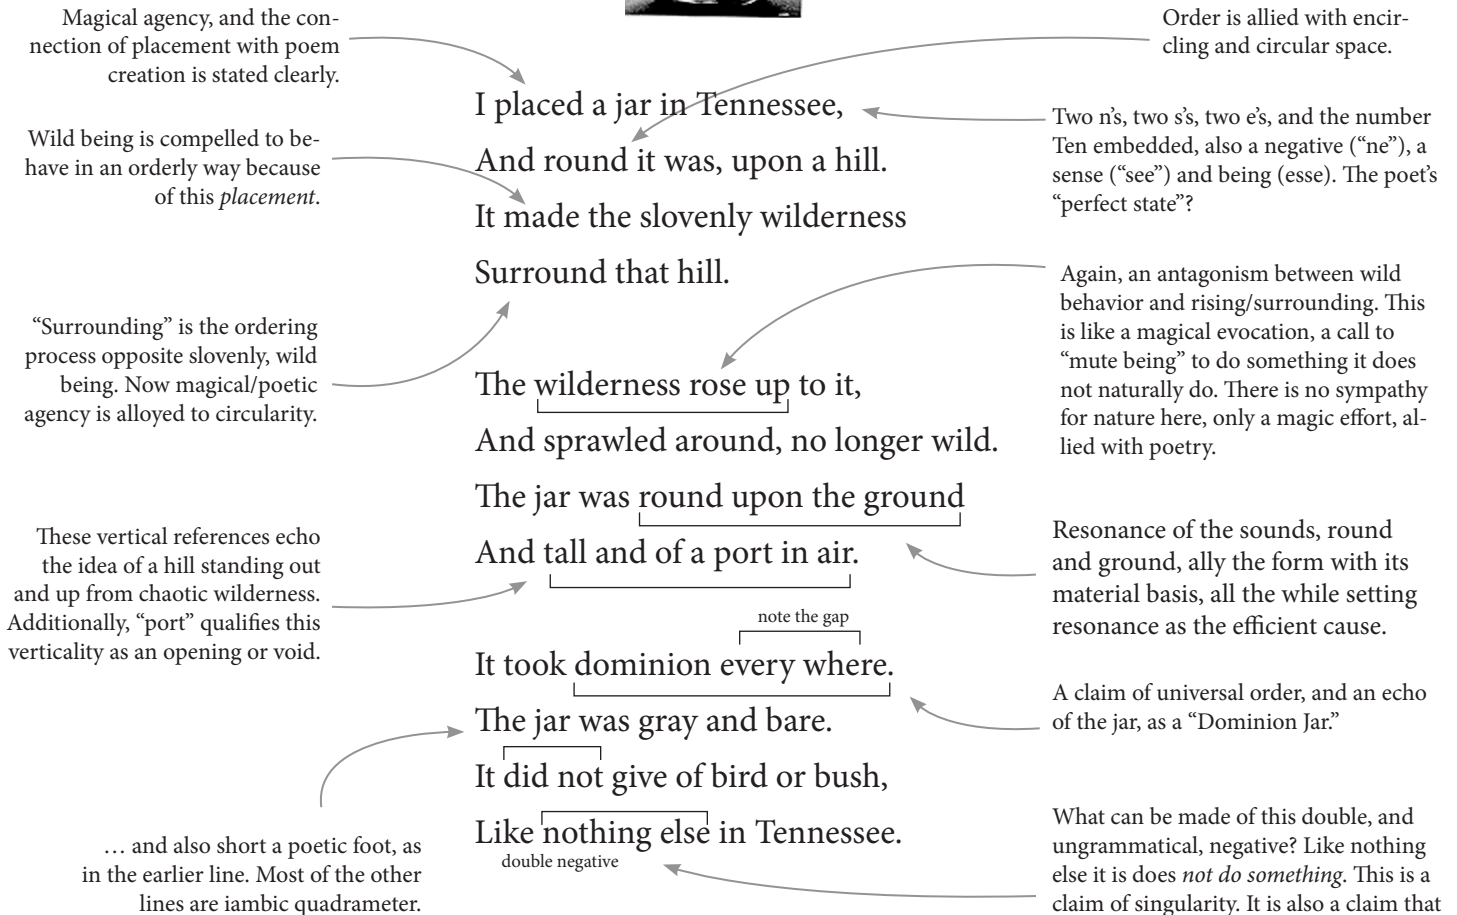 Magical agency, and the con-
nection of placement with poem
creation is stated clearly.
Order is allied with encir-
cling and circular space.
I placed a jar in Tennessee,
Two n’s, two s’s, two e’s, and the number
Ten embedded, also a negative (“ne”), a
sense (“see”) and being (esse). The poet’s
“perfect state”?
Wild being is compelled to be-
have in an orderly way because
of this placement.
And round it was, upon a hill.
It made the slovenly wilderness
Surround that hill.
“Surrounding” is the ordering
process opposite slovenly, wild
being. Now magical/poetic
agency is alloyed to circularity.
Again, an antagonism between wild
behavior and rising/surrounding. This
is like a magical evocation, a call to
“mute being” to do something it does
not naturally do. There is no sympathy
for nature here, only a magic effort, al-
lied with poetry.
The wilderness rose up to it,
And sprawled around, no longer wild.
The jar was round upon the ground
And tall and of a port in air.
These vertical references echo
the idea of a hill standing out
and up from chaotic wilderness.
Additionally, “port” qualifies this
verticality as an opening or void.
Resonance of the sounds, round
and ground, ally the form with its
material basis, all the while setting
resonance as the efficient cause.
note the gap
It took dominion every where.
A claim of universal order, and an echo
of the jar, as a “Dominion Jar.”
The jar was gray and bare.
It did not give of bird or bush,
Like nothing else in Tennessee.
double negative
… and also short a poetic foot, as
in the earlier line. Most of the other
lines are iambic quadrameter.
What can be made of this double, and
ungrammatical, negative? Like nothing
else it is does not do something. This is a
claim of singularity. It is also a claim that